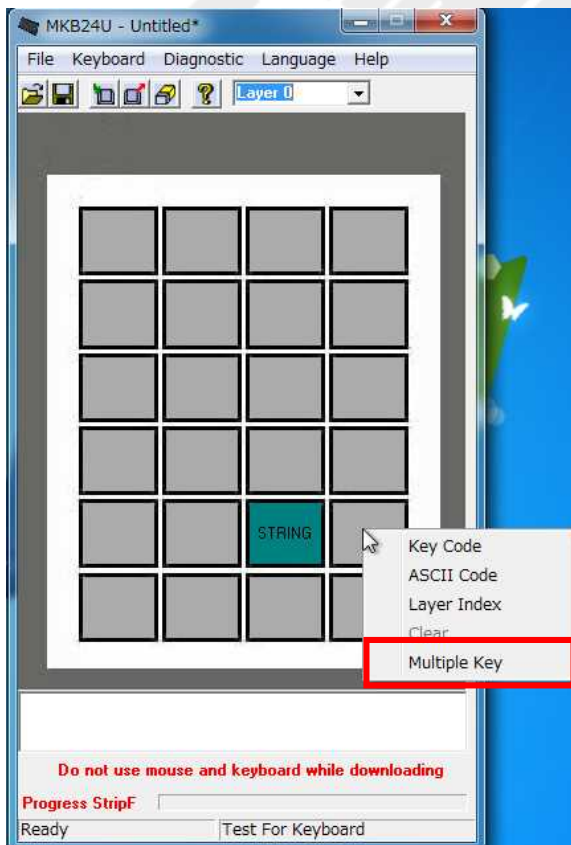 MKB24U - Untitled*
File Keyboard Diagnostic Language Help
Layer 0
STRING
Key Code
ASCII Code
Layer Index
Clear
Multiple Key
Do not use mouse and keyboard while downloading
Progress StripF
Ready Test For Keyboard